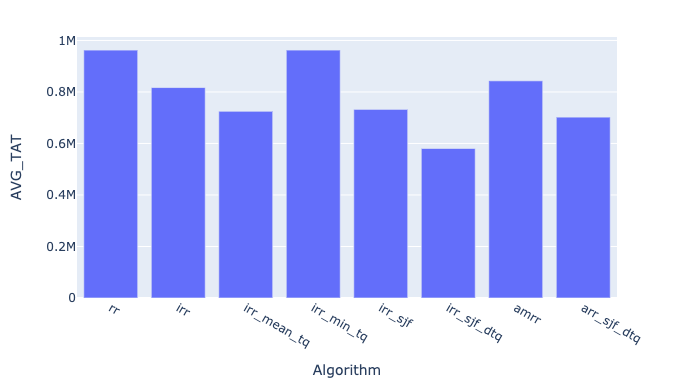 1M
0.8M
0.6M
0.4M
0.2M
0
AVG_TAT
rr
irr
irr_mean_tq
irr_min_tq
irr_sjf
irr_sjf_dtq
amrr
arr_sjf_dtq
Algorithm